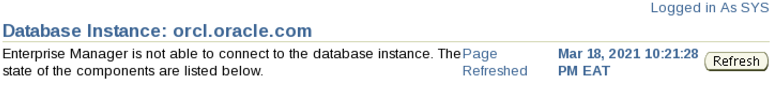 Logged in As SYS
Database Instance: orcl.oracle.com
Enterprise Manager is not able to connect to the database instance. The
state of the components are listed below.
Page
Refreshed
Mar 18, 2021 10:21:28
PM EAT
Refresh